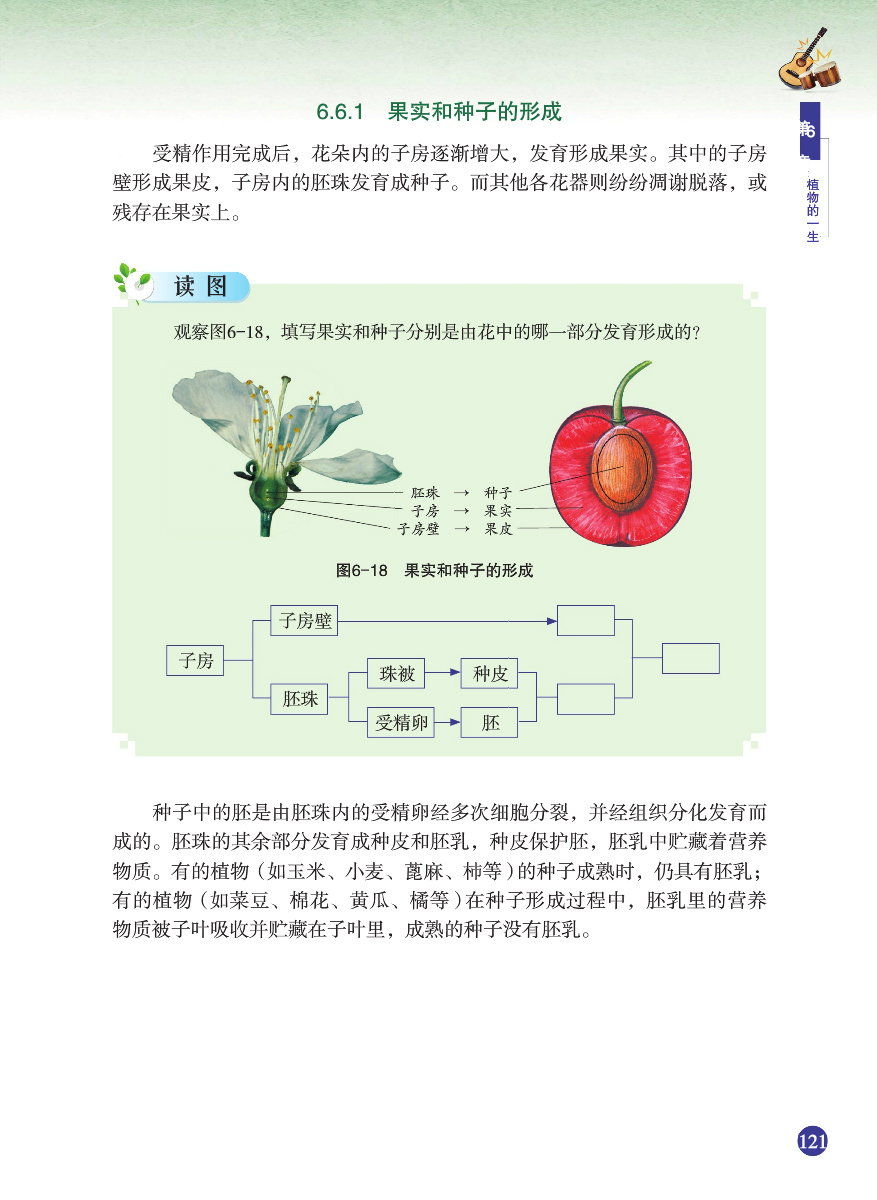 6.6.1 果实和种子的形成
受精作用完成后，花朵内的子房逐渐增大，发育形成果实。其中的子房
壁形成果皮，子房内的胚珠发育成种子。而其他各花器则纷纷凋谢脱落，或
残存在果实上。
6
植物的一生
读图
观察图6-18，填写果实和种子分别是由花中的哪一部分发育形成的？
胚珠 → 种子
子房 → 果实
子房壁 → 果皮
图6-18 果实和种子的形成
子房壁
子房
珠被
种皮
胚珠
受精卵
胚
种子中的胚是由胚珠内的受精卵经多次细胞分裂，并经组织分化发育而
成的。胚珠的其余部分发育成种皮和胚乳，种皮保护胚，胚乳中贮藏着营养
物质。有的植物（如玉米、小麦、蓖麻、柿等）的种子成熟时，仍具有胚乳；
有的植物（如菜豆、棉花、黄瓜、橘等）在种子形成过程中，胚乳里的营养
物质被子叶吸收并贮藏在子叶里，成熟的种子没有胚乳。
121